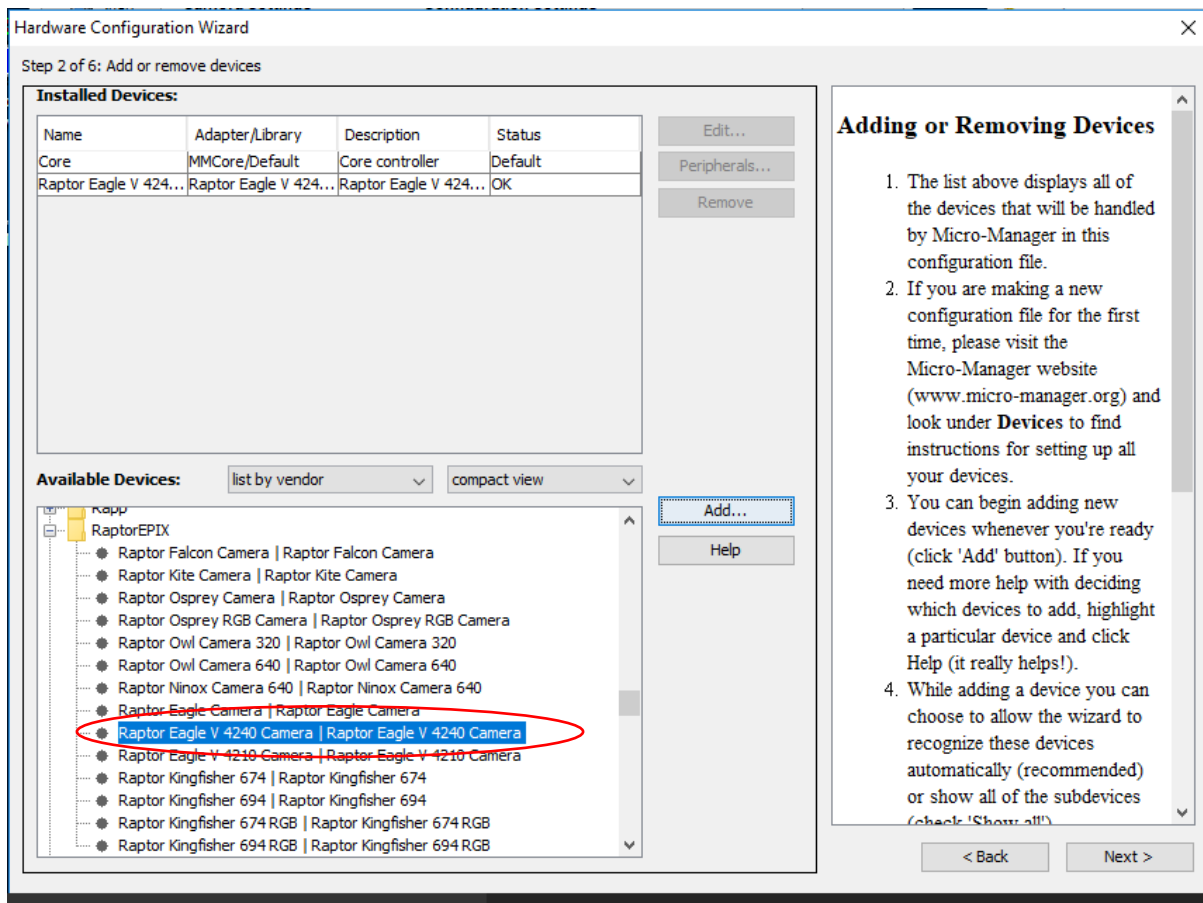 Hardware Configuration Wizard
Step 2 of 6: Add or remove devices
Installed Devices:
Name Adapter/Library Description Status
Core MMCore/Default Core controller Default
Raptor Eagle V 424... Raptor Eagle V 424... Raptor Eagle V 424... OK
Edit...
Peripherals...
Remove
Available Devices: list by vendor compact view
Rapp
RaptorEPIX
Raptor Falcon Camera | Raptor Falcon Camera
Raptor Kite Camera | Raptor Kite Camera
Raptor Osprey Camera | Raptor Osprey Camera
Raptor Osprey RGB Camera | Raptor Osprey RGB Camera
Raptor Owl Camera 320 | Raptor Owl Camera 320
Raptor Owl Camera 640 | Raptor Owl Camera 640
Raptor Ninox Camera 640 | Raptor Ninox Camera 640
Raptor Eagle Camera | Raptor Eagle Camera
Raptor Eagle V 4240 Camera | Raptor Eagle V 4240 Camera
Raptor Eagle V 4210 Camera | Raptor Eagle V 4210 Camera
Raptor Kingfisher 674 | Raptor Kingfisher 674
Raptor Kingfisher 694 | Raptor Kingfisher 694
Raptor Kingfisher 674 RGB | Raptor Kingfisher 674 RGB
Raptor Kingfisher 694 RGB | Raptor Kingfisher 694 RGB
Add...
Help
Adding or Removing Devices
1. The list above displays all of
the devices that will be handled
by Micro-Manager in this
configuration file.
2. If you are making a new
configuration file for the first
time, please visit the
Micro-Manager website
(www.micro-manager.org) and
look under Devices to find
instructions for setting up all
your devices.
3. You can begin adding new
devices whenever you're ready
(click 'Add' button). If you
need more help with deciding
which devices to add, highlight
a particular device and click
Help (it really helps!).
4. While adding a device you can
choose to allow the wizard to
recognize these devices
automatically (recommended)
or show all of the subdevices
(check 'Show all')
< Back
Next >